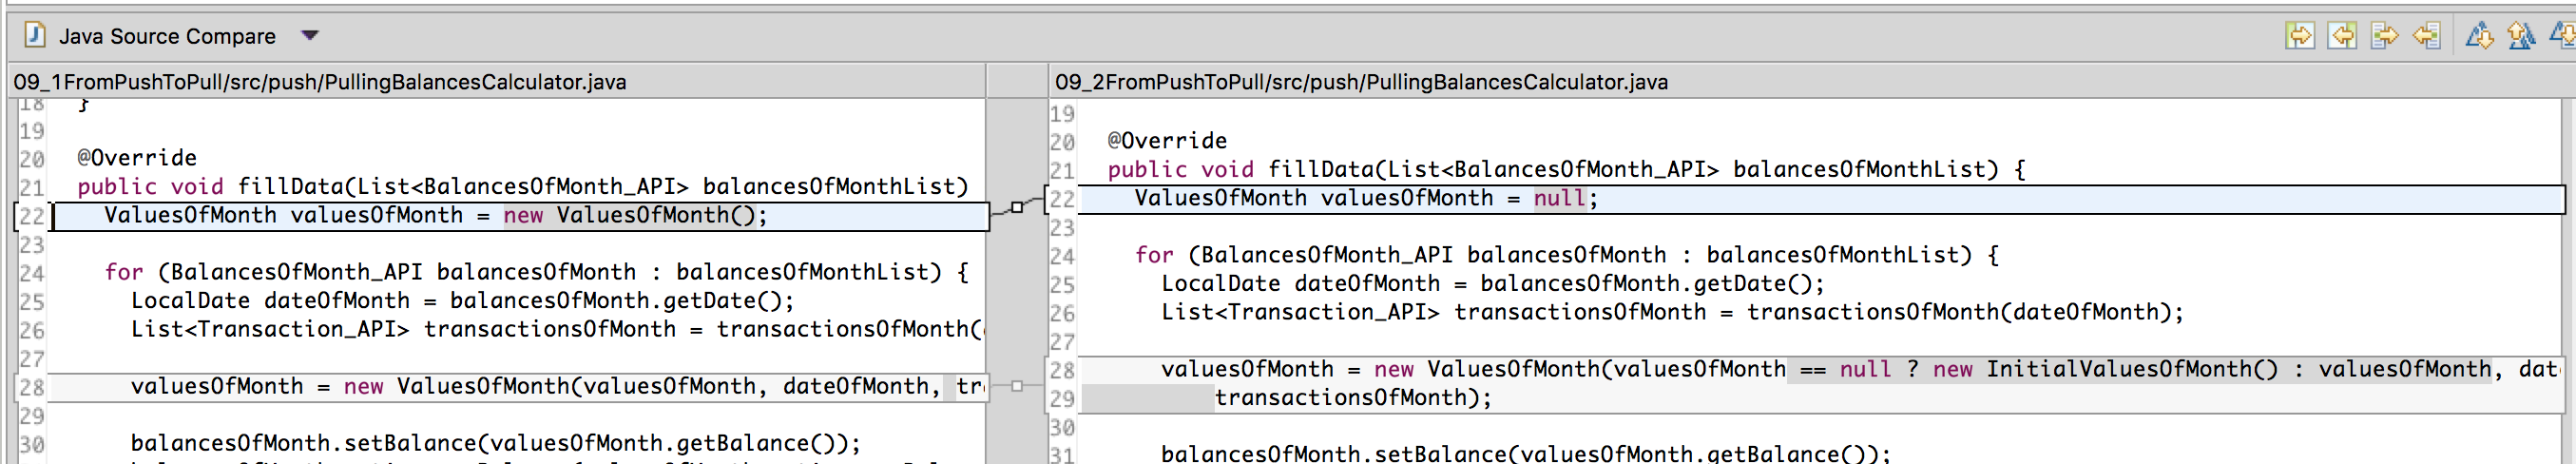 Java Source Compare
09_1FromPushToPull/src/push/PullingBalancesCalculator.java
18 }
19
20 @Override
21 public void fillData(List<BalancesOfMonth_API> balancesOfMonthList)
22 ValuesOfMonth valuesOfMonth = new ValuesOfMonth();
23
24 for (BalancesOfMonth_API balancesOfMonth : balancesOfMonthList) {
25 LocalDate dateOfMonth = balancesOfMonth.getDate();
26 List<Transaction_API> transactionsOfMonth = transactionsOfMonth(
27
28 valuesOfMonth = new ValuesOfMonth(valuesOfMonth, dateOfMonth, tr
29
30 balancesOfMonth.setBalance(valuesOfMonth.getBalance());
09_2FromPushToPull/src/push/PullingBalancesCalculator.java
19
20 @Override
21 public void fillData(List<BalancesOfMonth_API> balancesOfMonthList) {
22 ValuesOfMonth valuesOfMonth = null;
23
24 for (BalancesOfMonth_API balancesOfMonth : balancesOfMonthList) {
25 LocalDate dateOfMonth = balancesOfMonth.getDate();
26 List<Transaction_API> transactionsOfMonth = transactionsOfMonth(dateOfMonth);
27
28 valuesOfMonth = new ValuesOfMonth(valuesOfMonth == null ? new InitialValuesOfMonth() : valuesOfMonth, dat
29 transactionsOfMonth);
30
31 balancesOfMonth.setBalance(valuesOfMonth.getBalance());